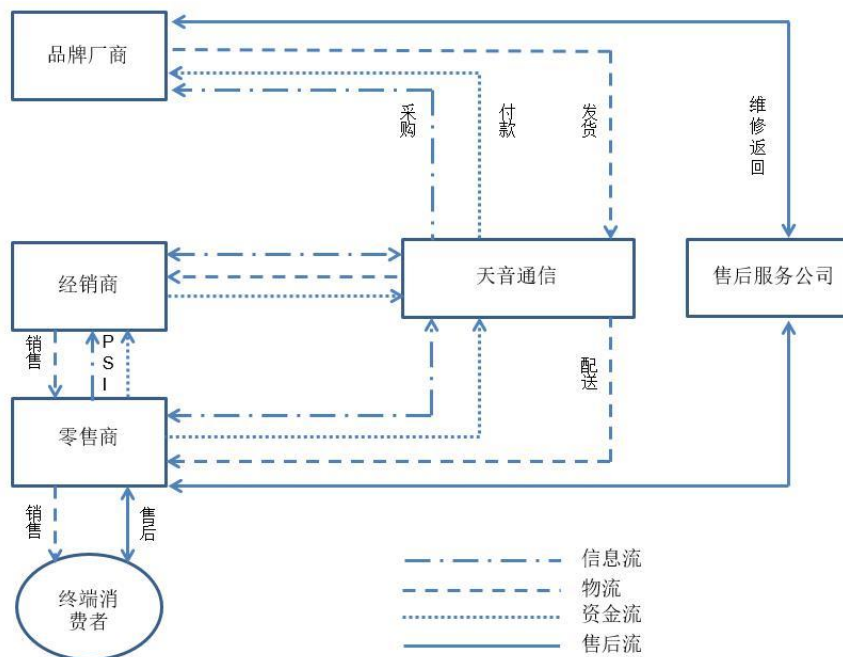 品牌厂商
采购
付款
发货
维修返回
经销商
天音通信
售后服务公司
销售
PSI
配送
零售商
销售
售后
终端消
费者
信息流
物流
资金流
售后流